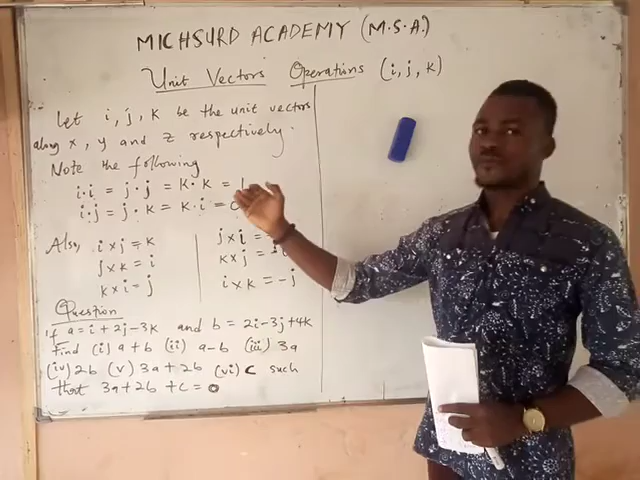 MICHSURD ACADEMY (M.S.A.)
Unit Vectors Operations (i, j, k)
Let i, j, k be the unit vectors
along x, y and z respectively.
Note the following
i·i = j·j = k·k = 1
i·j = j·k = k·i =
Also, i x j = k
j x k = i
k x i = j
j x i =
k x j = -i
i x k = -j
Question
If a = i + 2j - 3k and b = 2i - 3j + 4k
Find (i) a + b (ii) a - b (iii) 3a
(iv) 2b (v) 3a + 2b (vi) c such
that 3a + 2b + c = 0